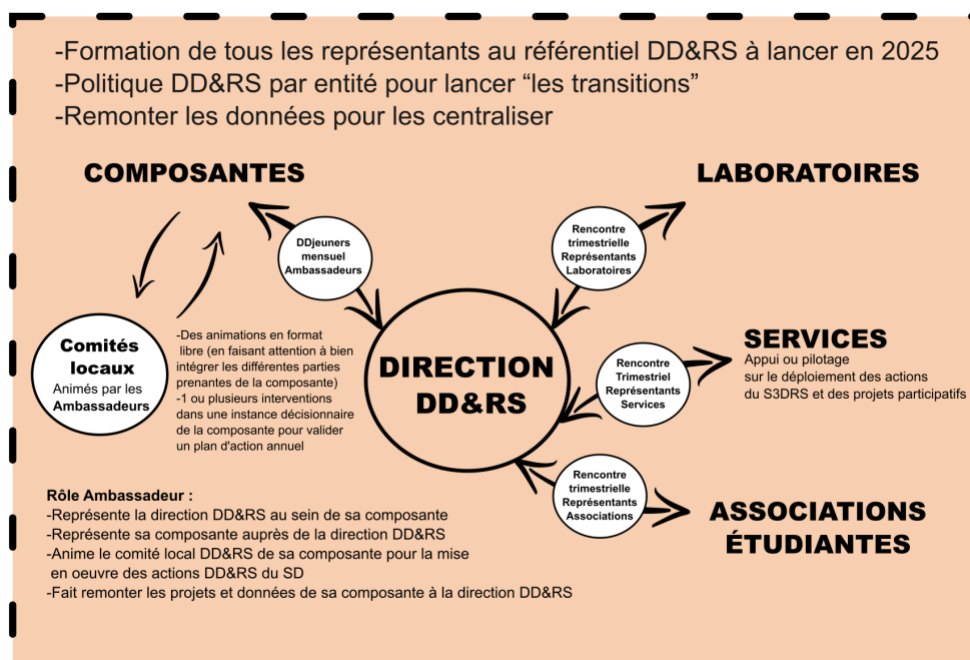 -Formation de tous les représentants au référentiel DD&RS à lancer en 2025
-Politique DD&RS par entité pour lancer “les transitions”
-Remonter les données pour les centraliser
COMPOSANTES
LABORATOIRES
DDjeuners
mensuel
Ambassadeurs
Rencontre
trimestrielle
Représentants
Laboratoires
Comités
locaux
Animés par les
Ambassadeurs
-Des animations en format
libre (en faisant attention à bien
intégrer les différentes parties
prenantes de la composante)
-1 ou plusieurs interventions
dans une instance décisionnaire
de la composante pour valider
un plan d'action annuel
DIRECTION
DD&RS
Rencontre
Trimestriel
Représentants
Services
SERVICES
Appui ou pilotage
sur le déploiement des actions
du S3DRS et des projets participatifs
Rencontre
trimestrielle
Représentants
Associations
ASSOCIATIONS
ÉTUDIANTES
Rôle Ambassadeur :
-Représente la direction DD&RS au sein de sa composante
-Représente sa composante auprès de la direction DD&RS
-Anime le comité local DD&RS de sa composante pour la mise
en oeuvre des actions DD&RS du SD
-Fait remonter les projets et données de sa composante à la direction DD&RS